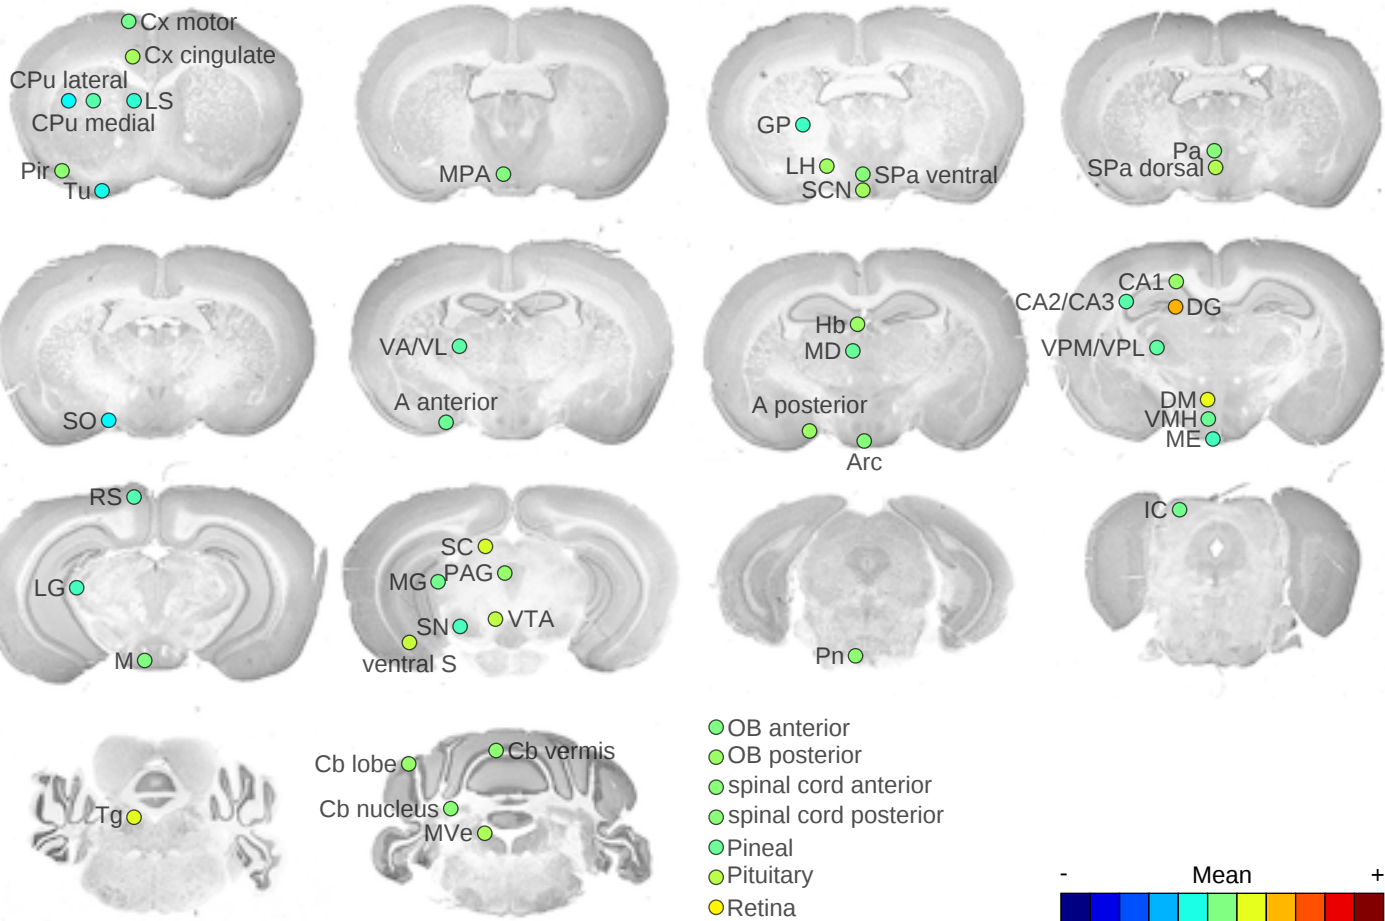 Cx motor
Cx cingulate
CPu lateral
LS
CPu medial
Pir
Tu
MPA
GP
LH
SPa ventral
SCN
Pa
SPa dorsal
SO
VA/VL
A anterior
Hb
MD
A posterior
Arc
CA1
CA2/CA3
DG
VPM/VPL
DM
VMH
ME
RS
LG
M
SC
MG
PAG
SN
VTA
ventral S
Pn
IC
Tg
Cb vermis
Cb lobe
Cb nucleus
MVe
OB anterior
OB posterior
spinal cord anterior
spinal cord posterior
Pineal
Pituitary
Retina
- Mean +